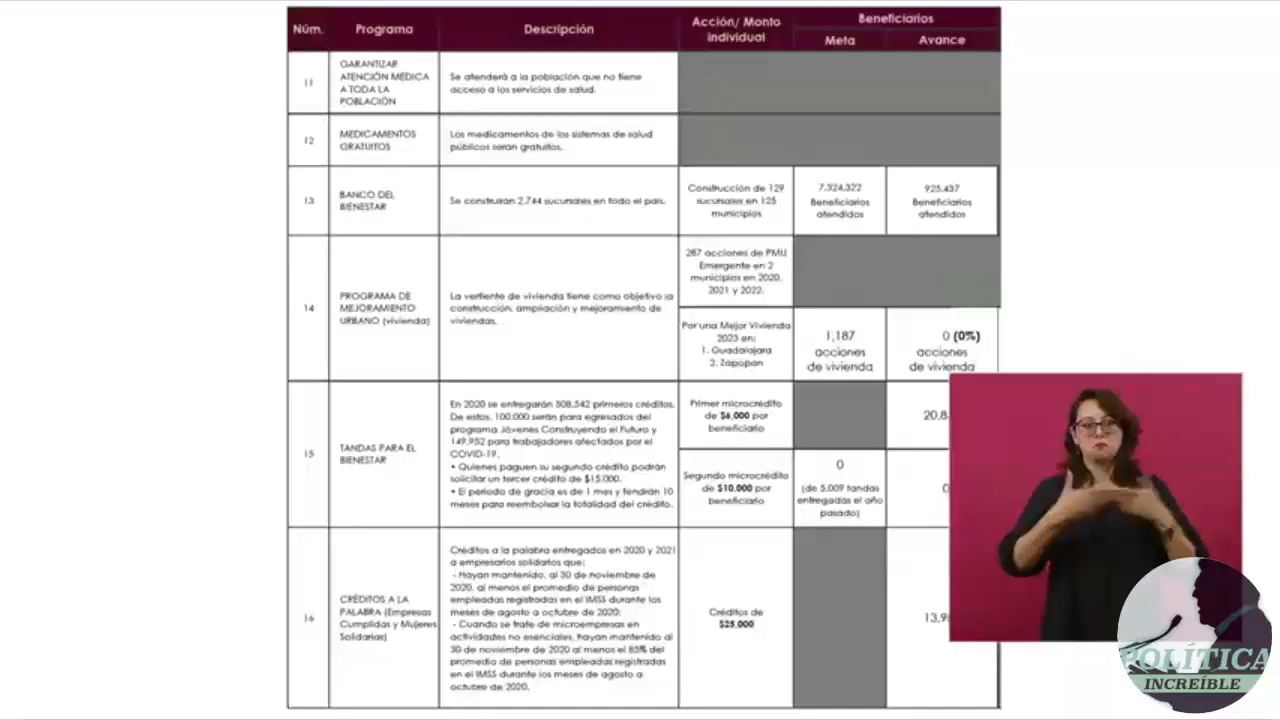 Núm.
Programa
Descripción
Acción/ Monto
individual
Beneficiarios
Meta
Avance
11
GARANTIZAR
ATENCIÓN MÉDICA
A TODA LA
POBLACIÓN
Se atenderá a la población que no tiene
acceso a los servicios de salud.
12
MEDICAMENTOS
GRATUITOS
Los medicamentos de los sistemas de salud
públicos serán gratuitos.
13
BANCO DEL
BIENESTAR
Se construirán 2,744 sucursales en todo el país.
Construcción de 129
sucursales en 125
municipios
7,324,322
Beneficiarios
atendidos
925,437
Beneficiarios
atendidos
14
PROGRAMA DE
MEJORAMIENTO
URBANO (vivienda)
La vertiente de vivienda tiene como objetivo la
construcción, ampliación y mejoramiento de
viviendas.
287 acciones de PMU
Emergente en 2
municipios en 2020,
2021 y 2022.
Por una Mejor Vivienda
2023 en:
1. Guadalajara
2. Zapopan
1,187
acciones
de vivienda
0 (0%)
acciones
de vivienda
15
TANDAS PARA EL
BIENESTAR
En 2020 se entregarán 508,542 primeros créditos.
De estos, 100,000 serán para egresados del
programa Jóvenes Construyendo el Futuro y
149,952 para trabajadores afectados por el
COVID-19.
• Quienes paguen su segundo crédito podrán
solicitar un tercer crédito de $15,000.
• El periodo de gracia es de 1 mes y tendrán 10
meses para reembolsar la totalidad del crédito.
Primer microcrédito
de $6,000 por
beneficiario
20,8
Segundo microcrédito
de $10,000 por
beneficiario
0
(de 5,009 tandas
entregadas el año
pasado)
0
16
CRÉDITOS A LA
PALABRA (Empresas
Cumplidas y Mujeres
Solidarias)
Créditos a la palabra entregados en 2020 y 2021
a empresarios solidarios que:
- Hayan mantenido, al 30 de noviembre de
2020, al menos el promedio de personas
empleadas registradas en el IMSS durante los
meses de agosto a octubre de 2020;
- Cuando se trate de microempresas en
actividades no esenciales, hayan mantenido al
30 de noviembre de 2020 al menos el 85% del
promedio de personas empleadas registradas
en el IMSS durante los meses de agosto a
octubre de 2020.
Créditos de
$25,000
13,9
POLÍTICA
INCREÍBLE